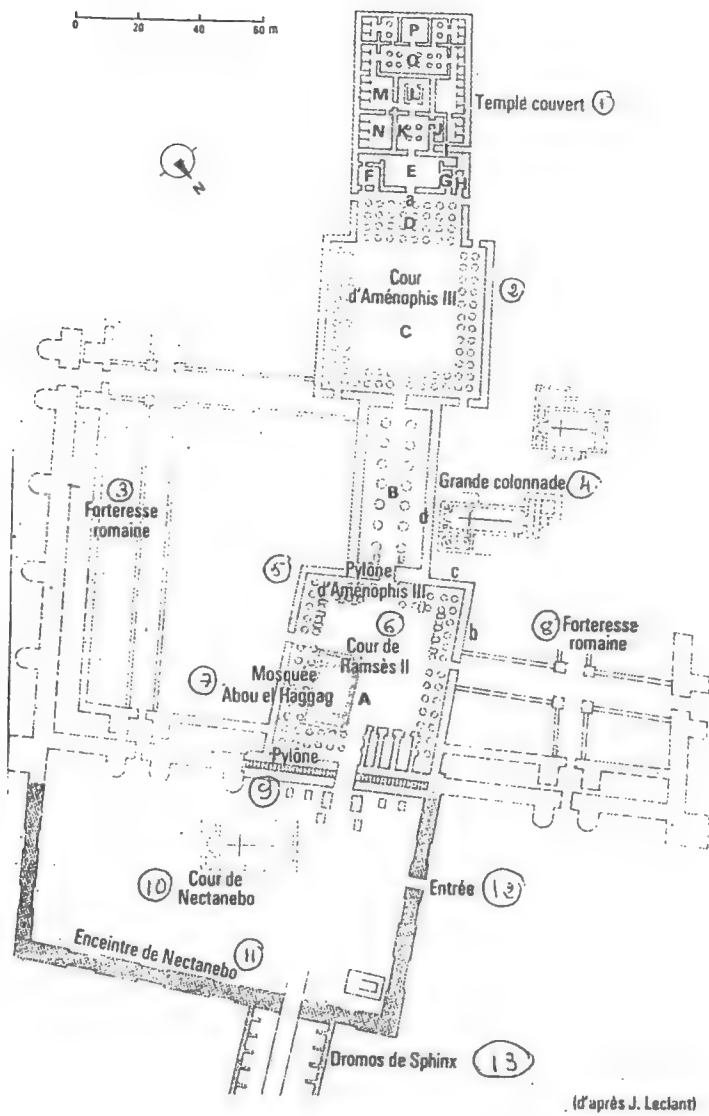 0 20 40 60 m
P
O
M L
Templé couvert 1
N K J
I
F E G H
a
D
Cour
d'Aménophis III
2
C
3
Forteresse
romaine
B
Grande colonnade 4
d
5
Pylône
d'Aménophis III
c
6
b
8 Forteresse
romaine
Cour de
Ramsès II
7
Mosquée
Abou el Haggag
A
Pylône
9
10
Cour de
Nectanebo
Entrée 12
Enceintre de Nectanebo 11
Dromos de Sphinx 13
(d'après J. Leclant)
N